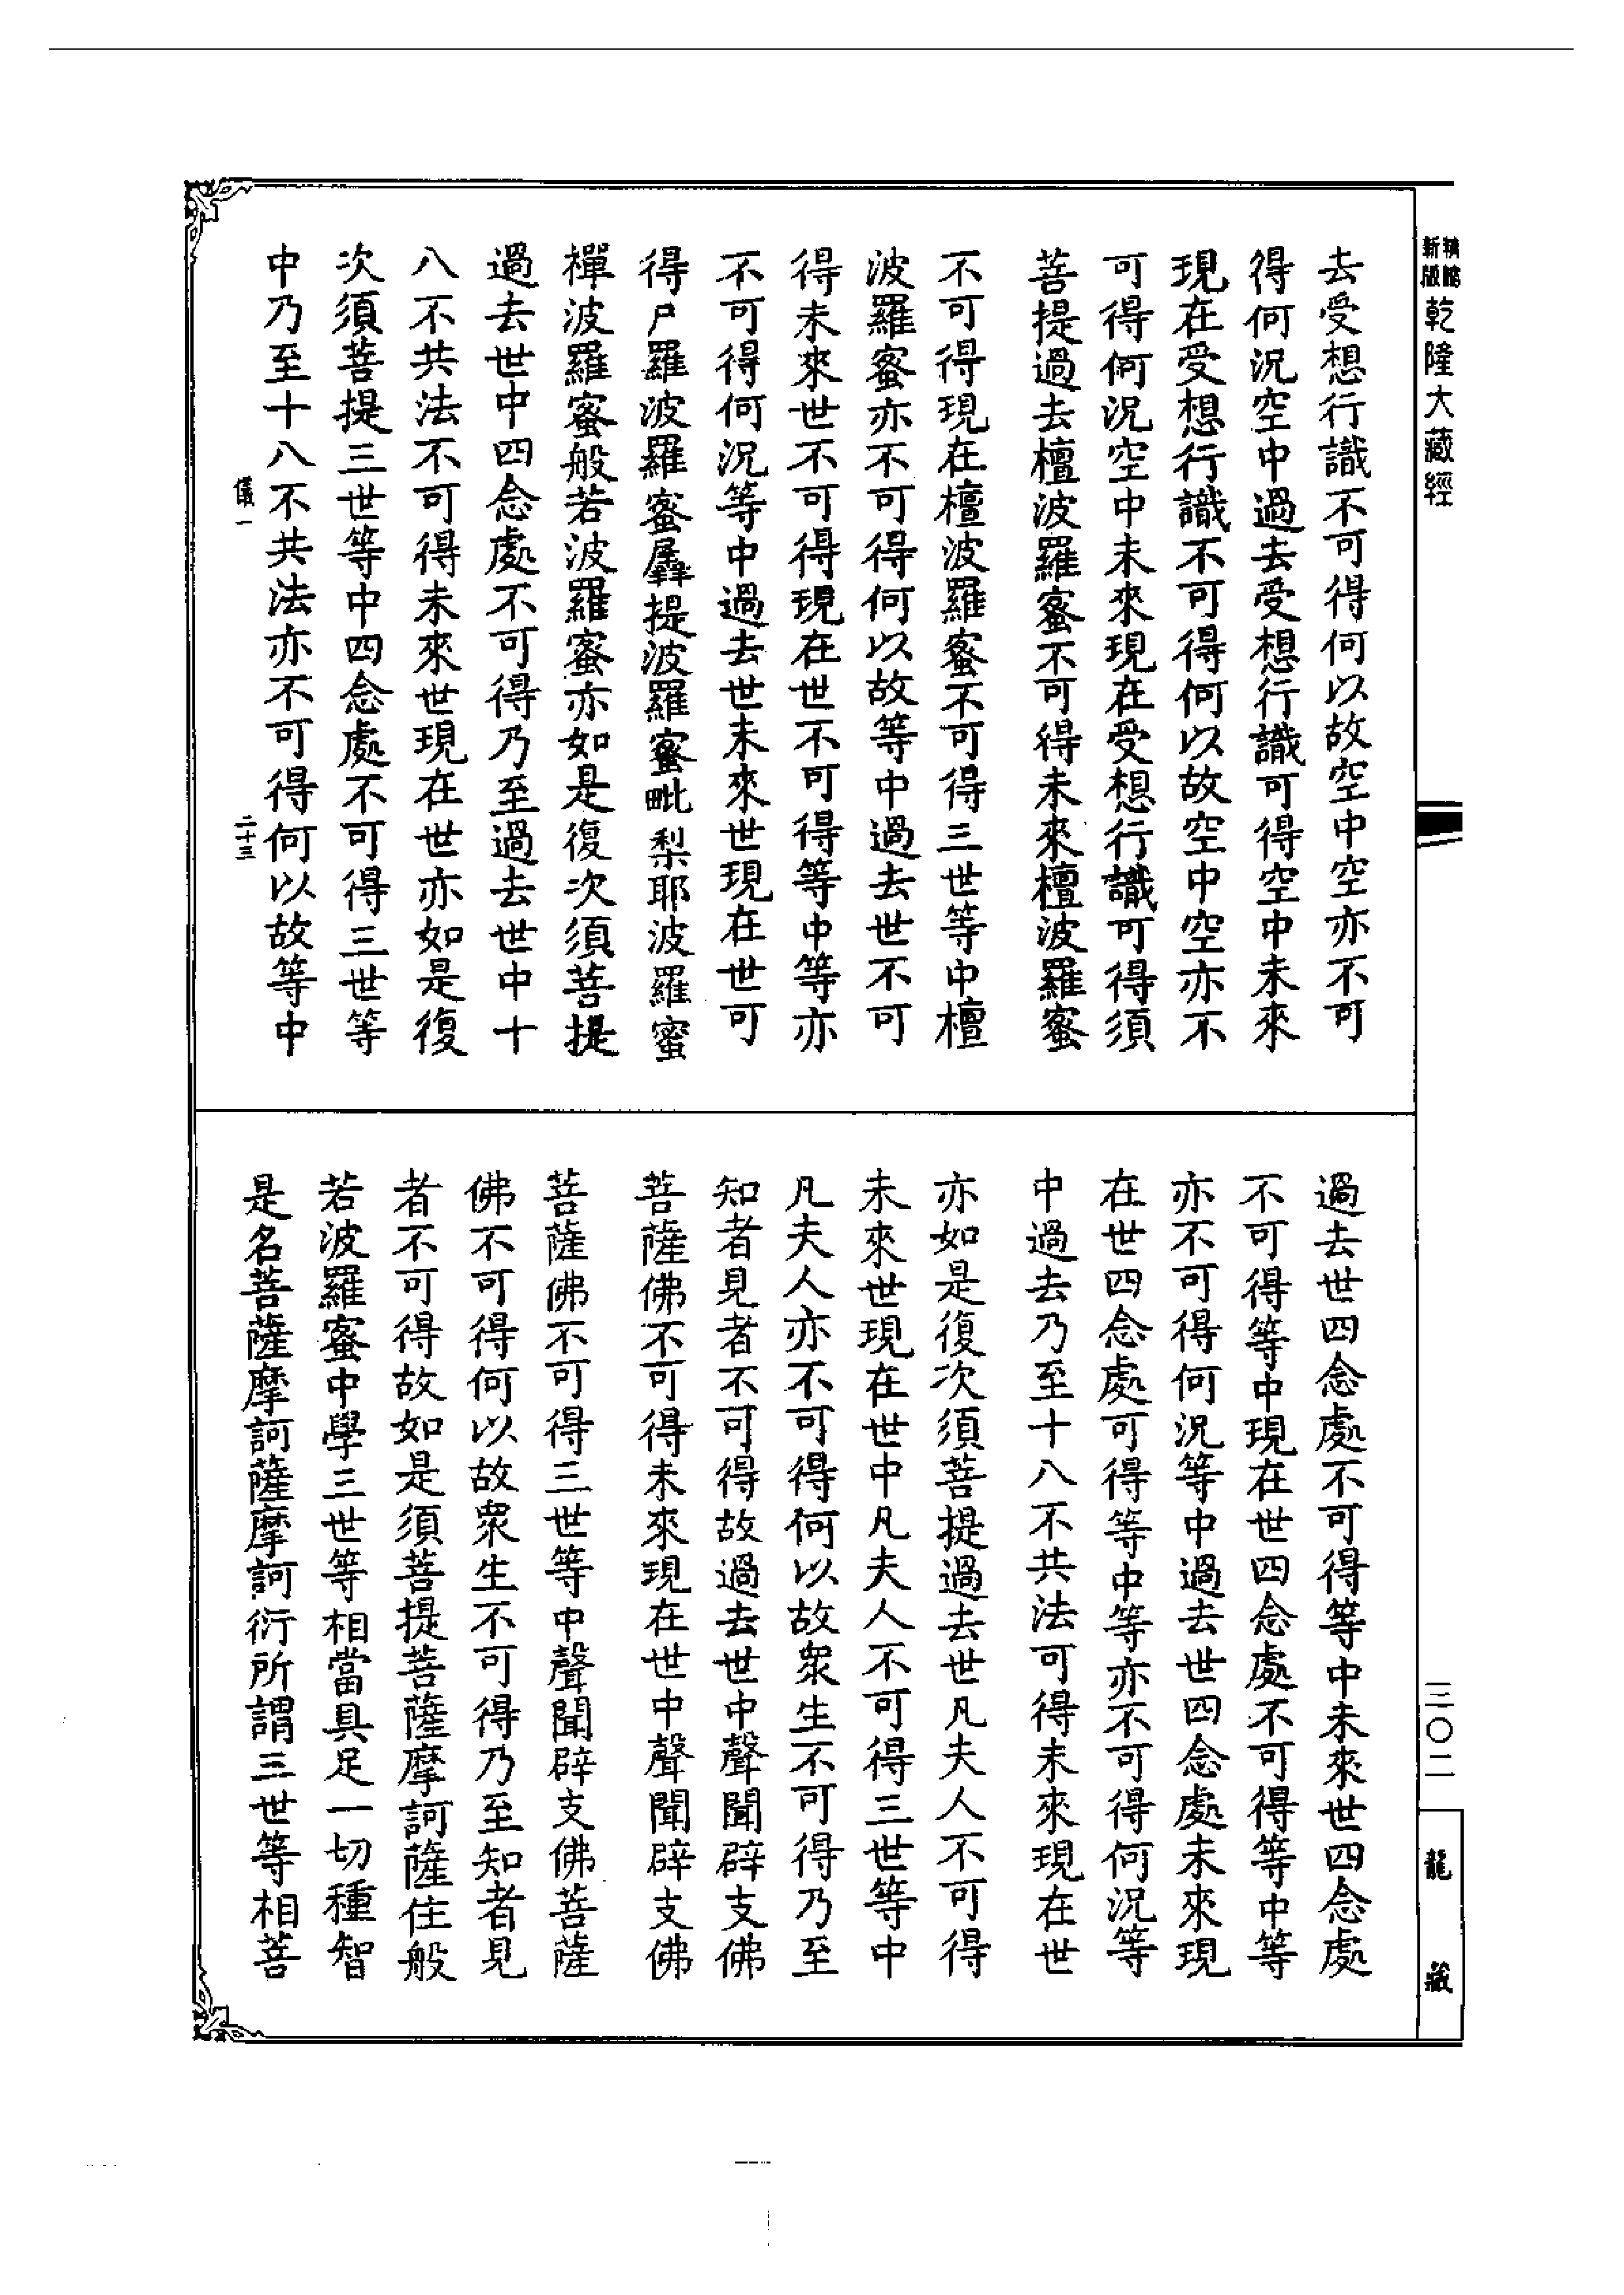 精縮新版乾隆大藏經
去受想行識不可得何以故空中空亦不可
得何況空中過去受想行識可得空中未來
現在受想行識不可得何以故空中空亦不
可得何況空中未來現在受想行識可得須
菩提過去檀波羅蜜不可得未來檀波羅蜜
不可得現在檀波羅蜜不可得三世等中檀
波羅蜜亦不可得何以故等中過去世不可
得未來世不可得現在世不可得等中等亦
不可得何況等中過去世未來世現在世可
得尸羅波羅蜜羼提波羅蜜毗梨耶波羅蜜
禪波羅蜜般若波羅蜜亦如是復次須菩提
過去世中四念處不可得乃至過去世中十
八不共法不可得未來世現在世亦如是復
次須菩提三世等中四念處不可得三世等
中乃至十八不共法亦不可得何以故等中
儀一
二十三
過去世四念處不可得等中未來世四念處
不可得等中現在世四念處不可得等中等
亦不可得何況等中過去世四念處未來現
在世四念處可得等中等亦不可得何況等
中過去乃至十八不共法可得未來現在世
亦如是復次須菩提過去世凡夫人不可得
未來世現在世中凡夫人不可得三世等中
凡夫人亦不可得何以故眾生不可得乃至
知者見者不可得故過去世中聲聞辟支佛
菩薩佛不可得未來現在世中聲聞辟支佛
菩薩佛不可得三世等中聲聞辟支佛菩薩
佛不可得何以故眾生不可得乃至知者見
者不可得故如是須菩提菩薩摩訶薩住般
若波羅蜜中學三世等相當具足一切種智
是名菩薩摩訶薩摩訶衍所謂三世等相菩
三〇二
龍藏